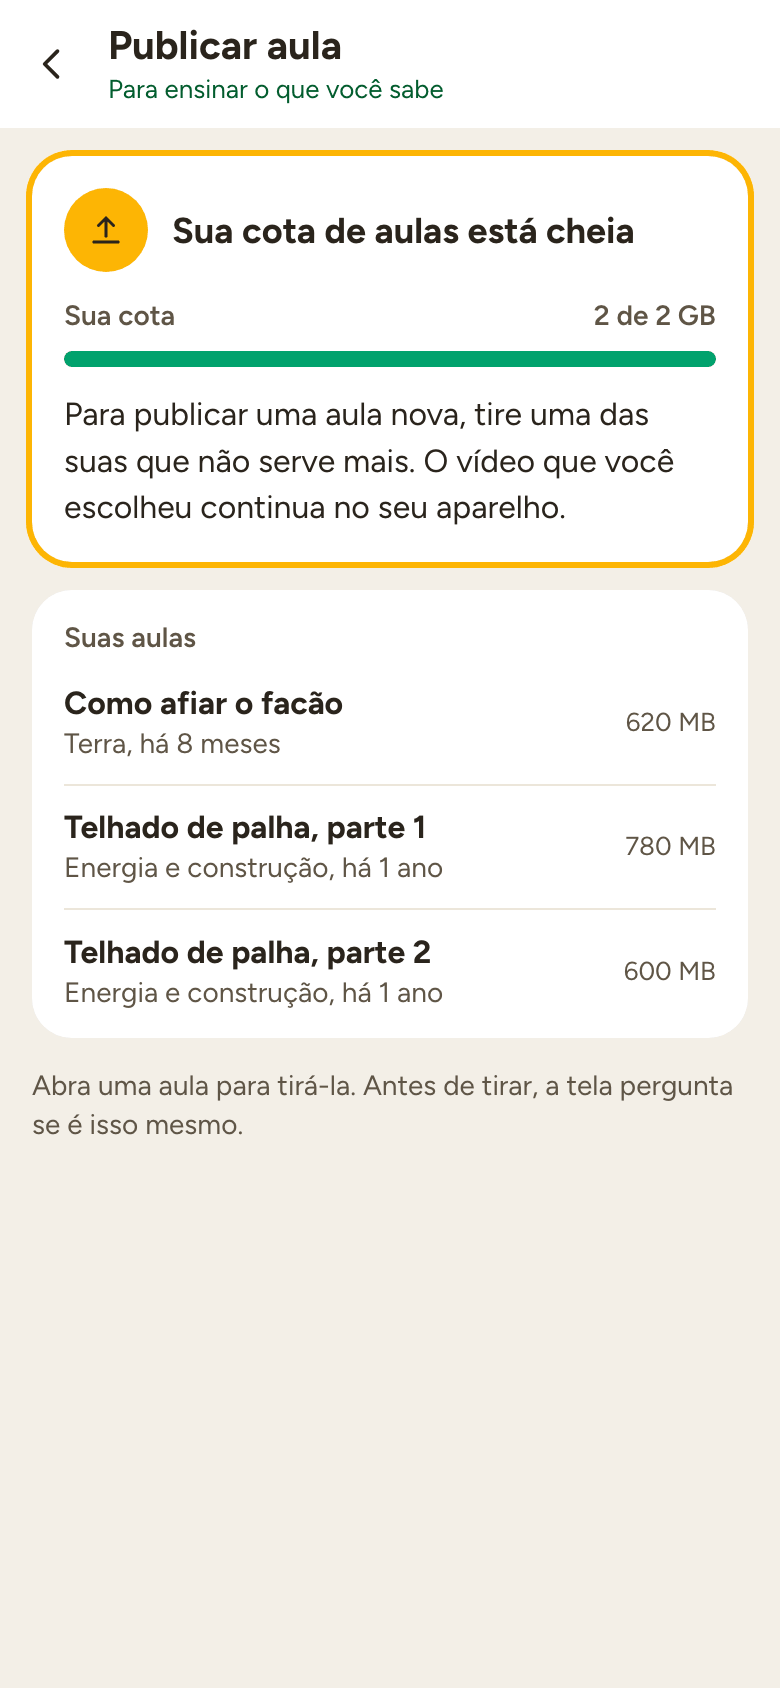 Publicar aula
Para ensinar o que você sabe
Sua cota de aulas está cheia
Sua cota
2 de 2 GB
Para publicar uma aula nova, tire uma das
suas que não serve mais. O vídeo que você
escolheu continua no seu aparelho.
Suas aulas
Como afiar o facão
Terra, há 8 meses
620 MB
Telhado de palha, parte 1
Energia e construção, há 1 ano
780 MB
Telhado de palha, parte 2
Energia e construção, há 1 ano
600 MB
Abra uma aula para tirá-la. Antes de tirar, a tela pergunta
se é isso mesmo.